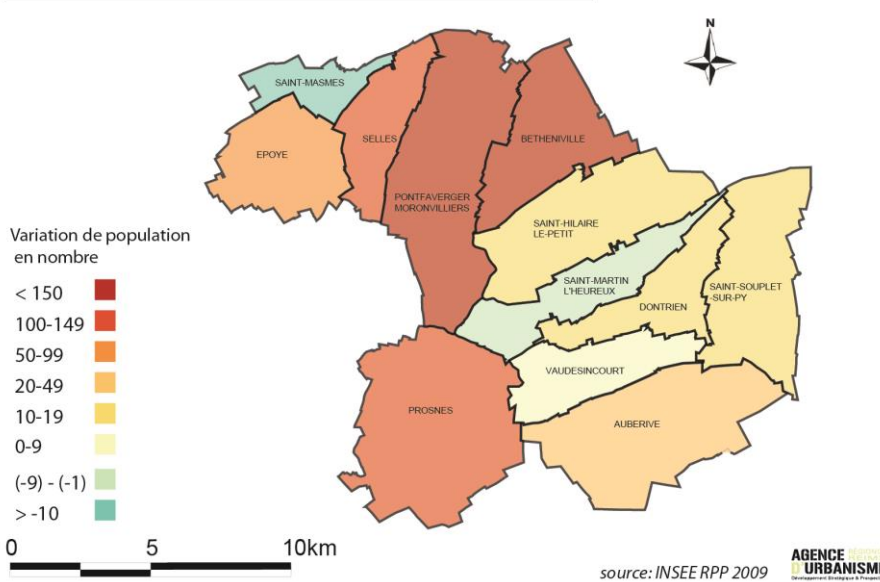 N
SAINT-MASMES
SELLES
BETHENIVILLE
EPOYE
PONTFAVERGER
MORONVILLIERS
SAINT-HILAIRE
LE-PETIT
SAINT-MARTIN
L'HEUREUX
SAINT-SOUPLET
-SUR-PY
DONTRIEN
VAUDESINCOURT
PROSNES
AUBERIVE
Variation de population
en nombre
< 150
100-149
50-99
20-49
10-19
0-9
(-9) - (-1)
> -10
0 5 10km
source: INSEE RPP 2009
AGENCE
D'URBANISME